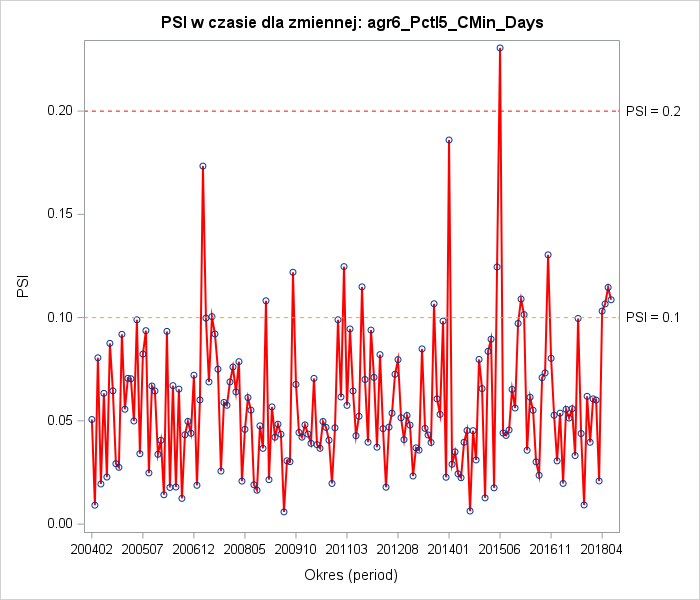 PSI w czasie dla zmiennej: agr6_Pctl5_CMin_Days
0.20
PSI = 0.2
0.15
PSI
0.10
PSI = 0.1
0.05
0.00
200402 200507 200612 200805 200910 201103 201208 201401 201506 201611 201804
Okres (period)